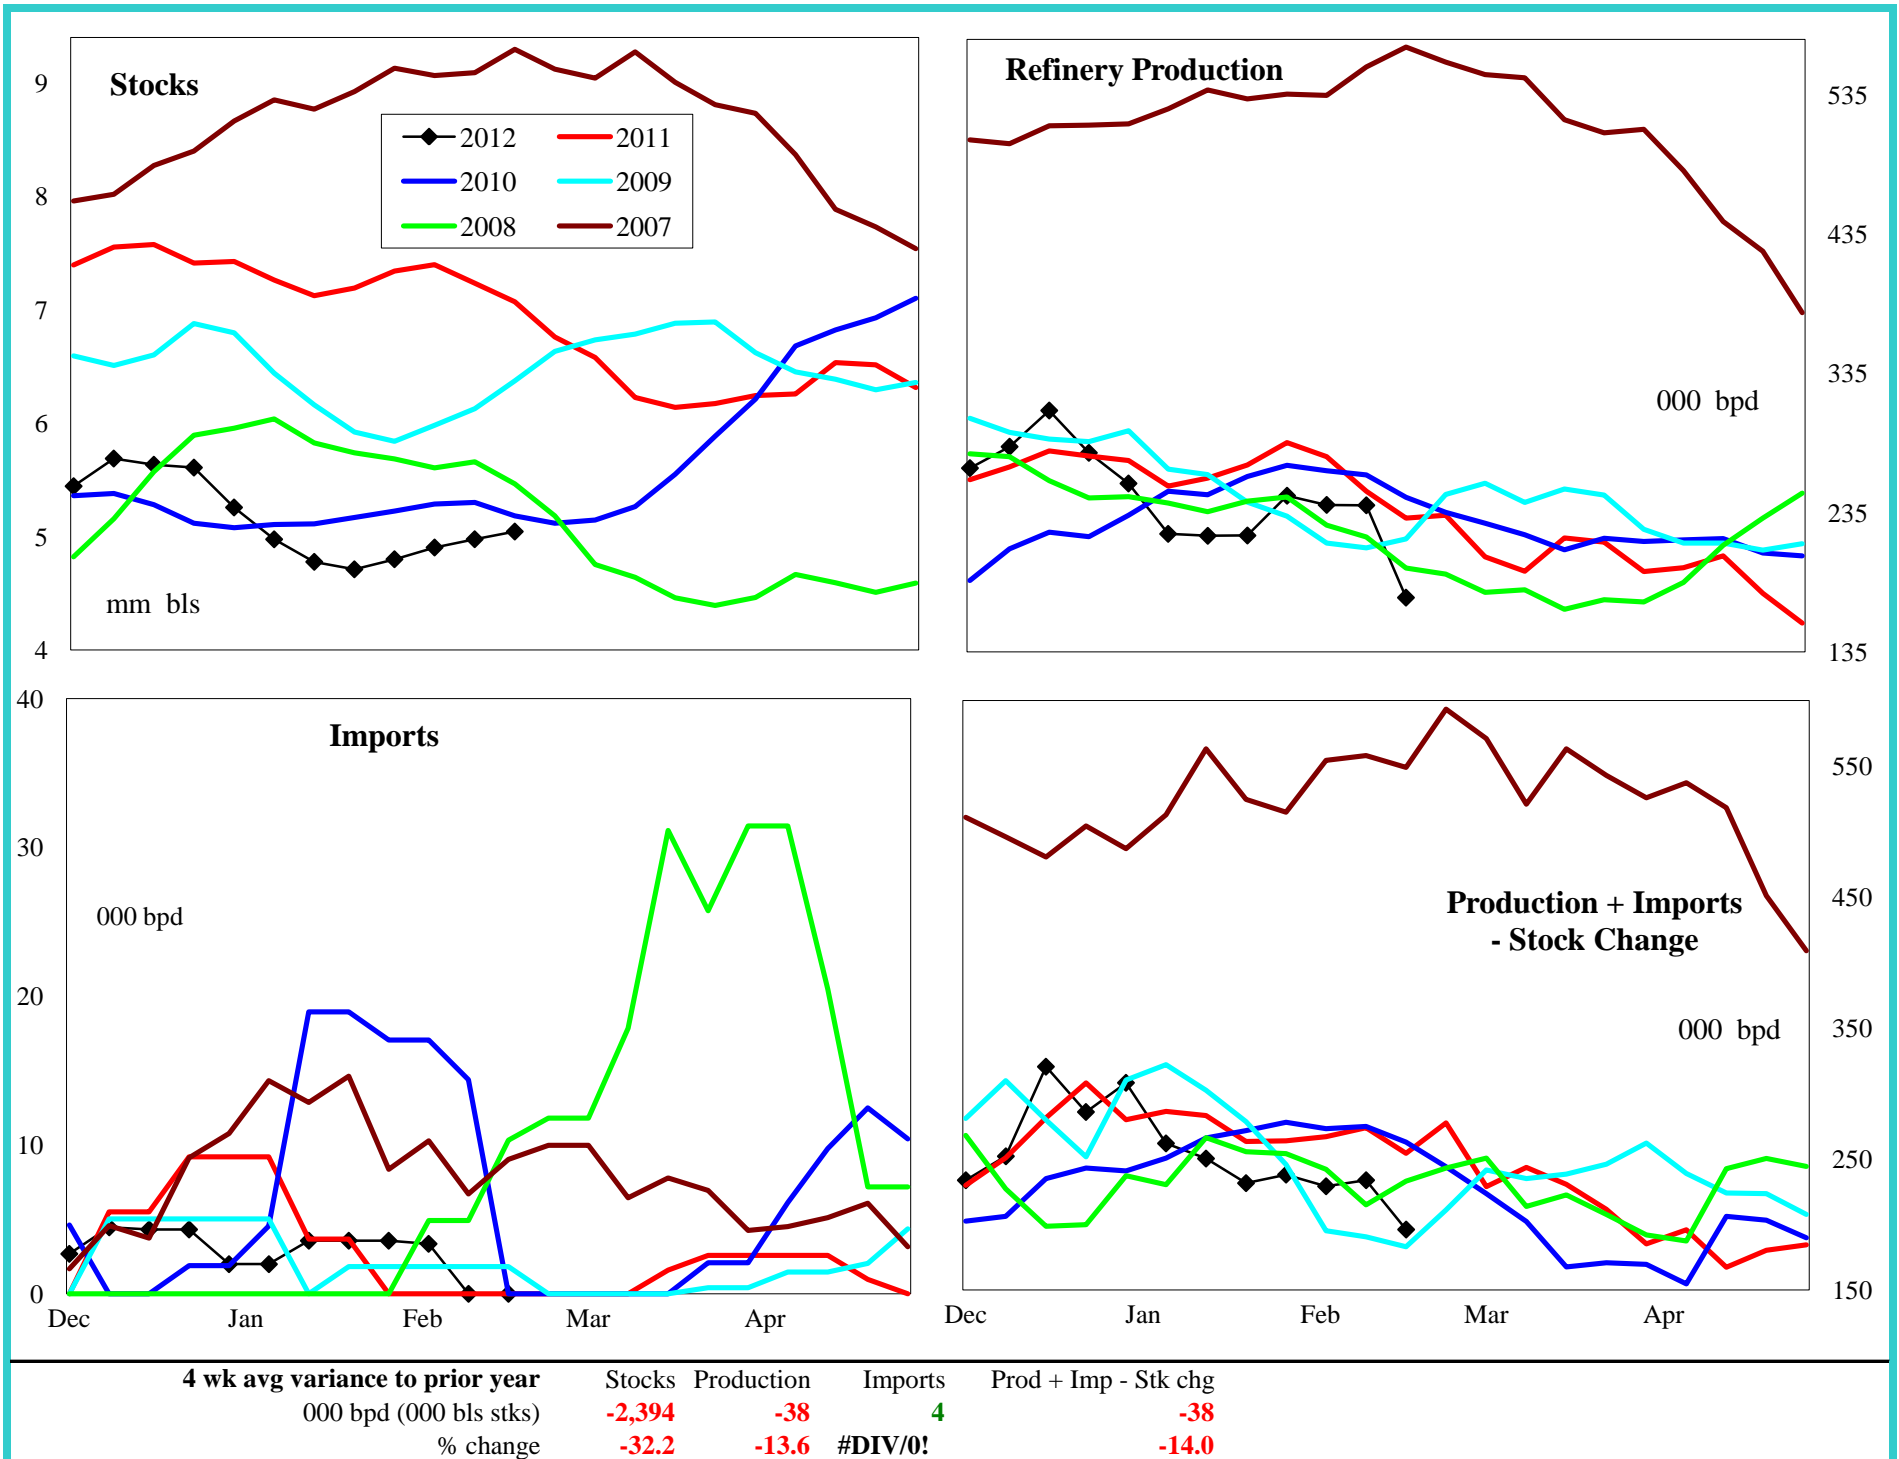 Stocks
9
8
7
6
5
4
2012 2011
2010 2009
2008 2007
mm bls
Refinery Production
535
435
335
235
135
000 bpd
Imports
40
30
20
10
0
000 bpd
Dec Jan Feb Mar Apr
Production + Imports
- Stock Change
550
450
350
250
150
000 bpd
Dec Jan Feb Mar Apr
4 wk avg variance to prior year Stocks Production Imports Prod + Imp - Stk chg
000 bpd (000 bls stks) -2,394 -38 4 -38
% change -32.2 -13.6 #DIV/0! -14.0